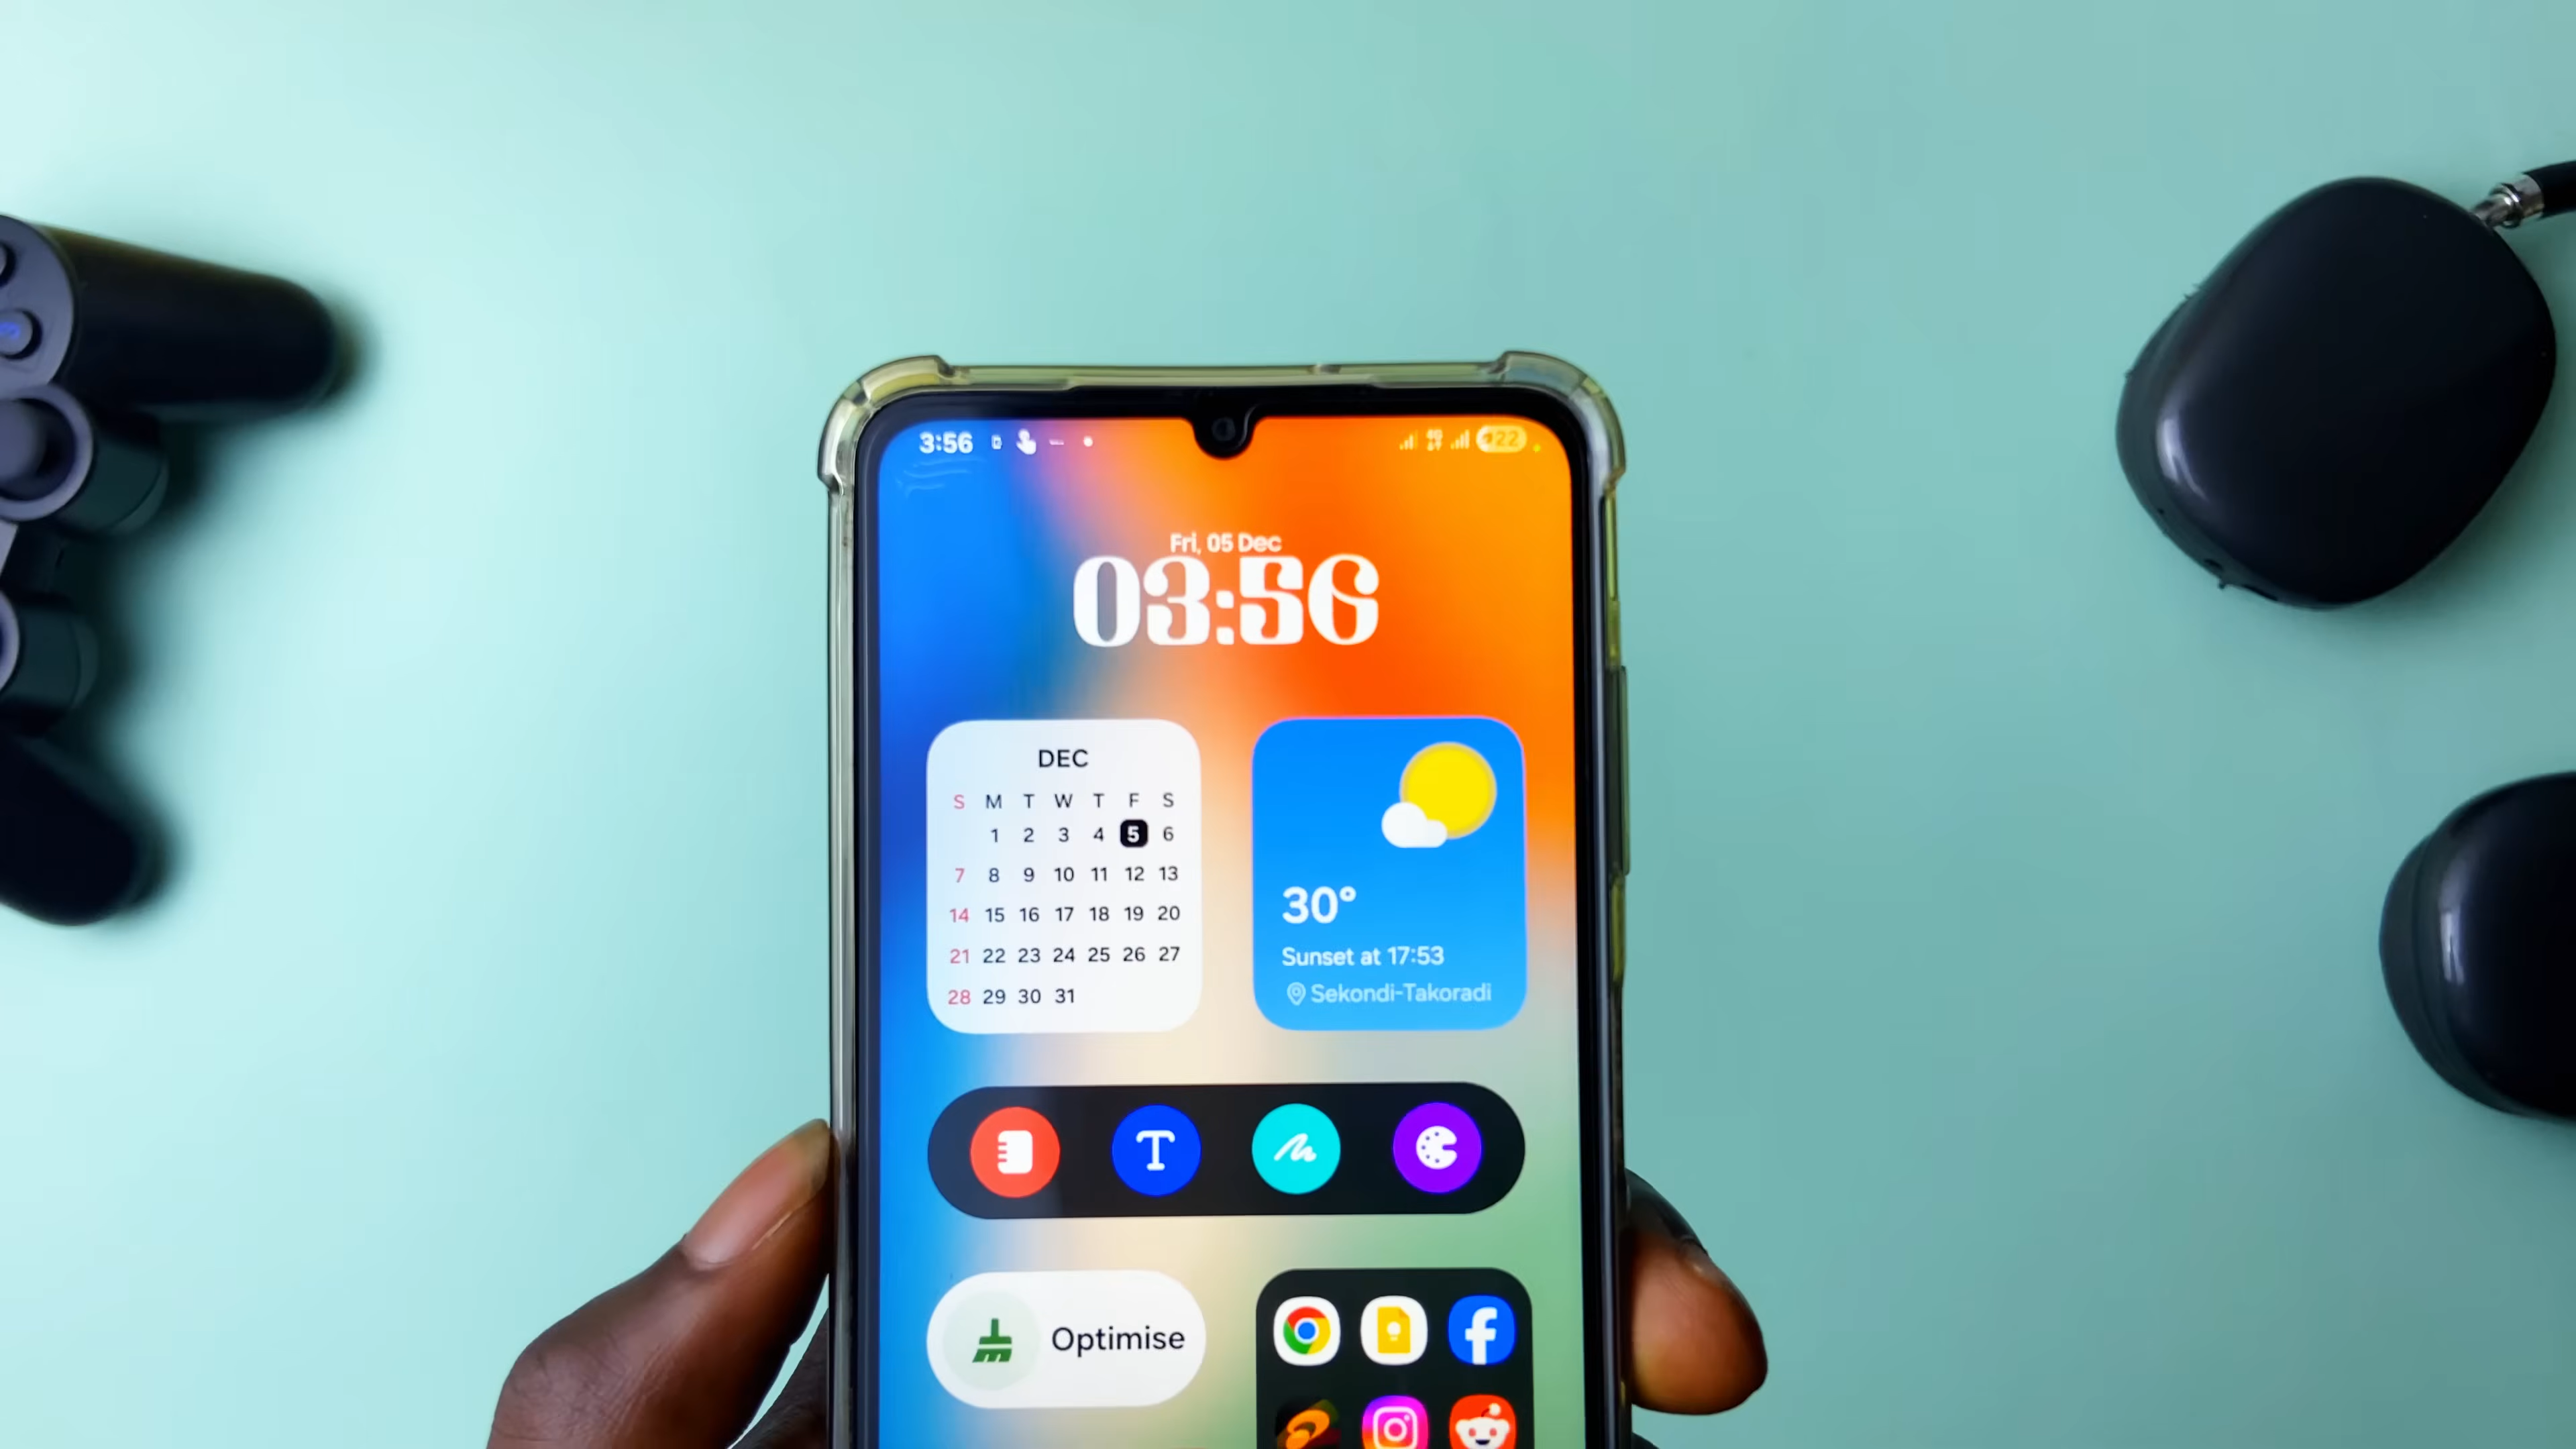 3:56
4G
22
Fri, 05 Dec
03:56
DEC
S M T W T F S
1 2 3 4 5 6
7 8 9 10 11 12 13
14 15 16 17 18 19 20
21 22 23 24 25 26 27
28 29 30 31
30°
Sunset at 17:53
Sekondi-Takoradi
T
Optimise